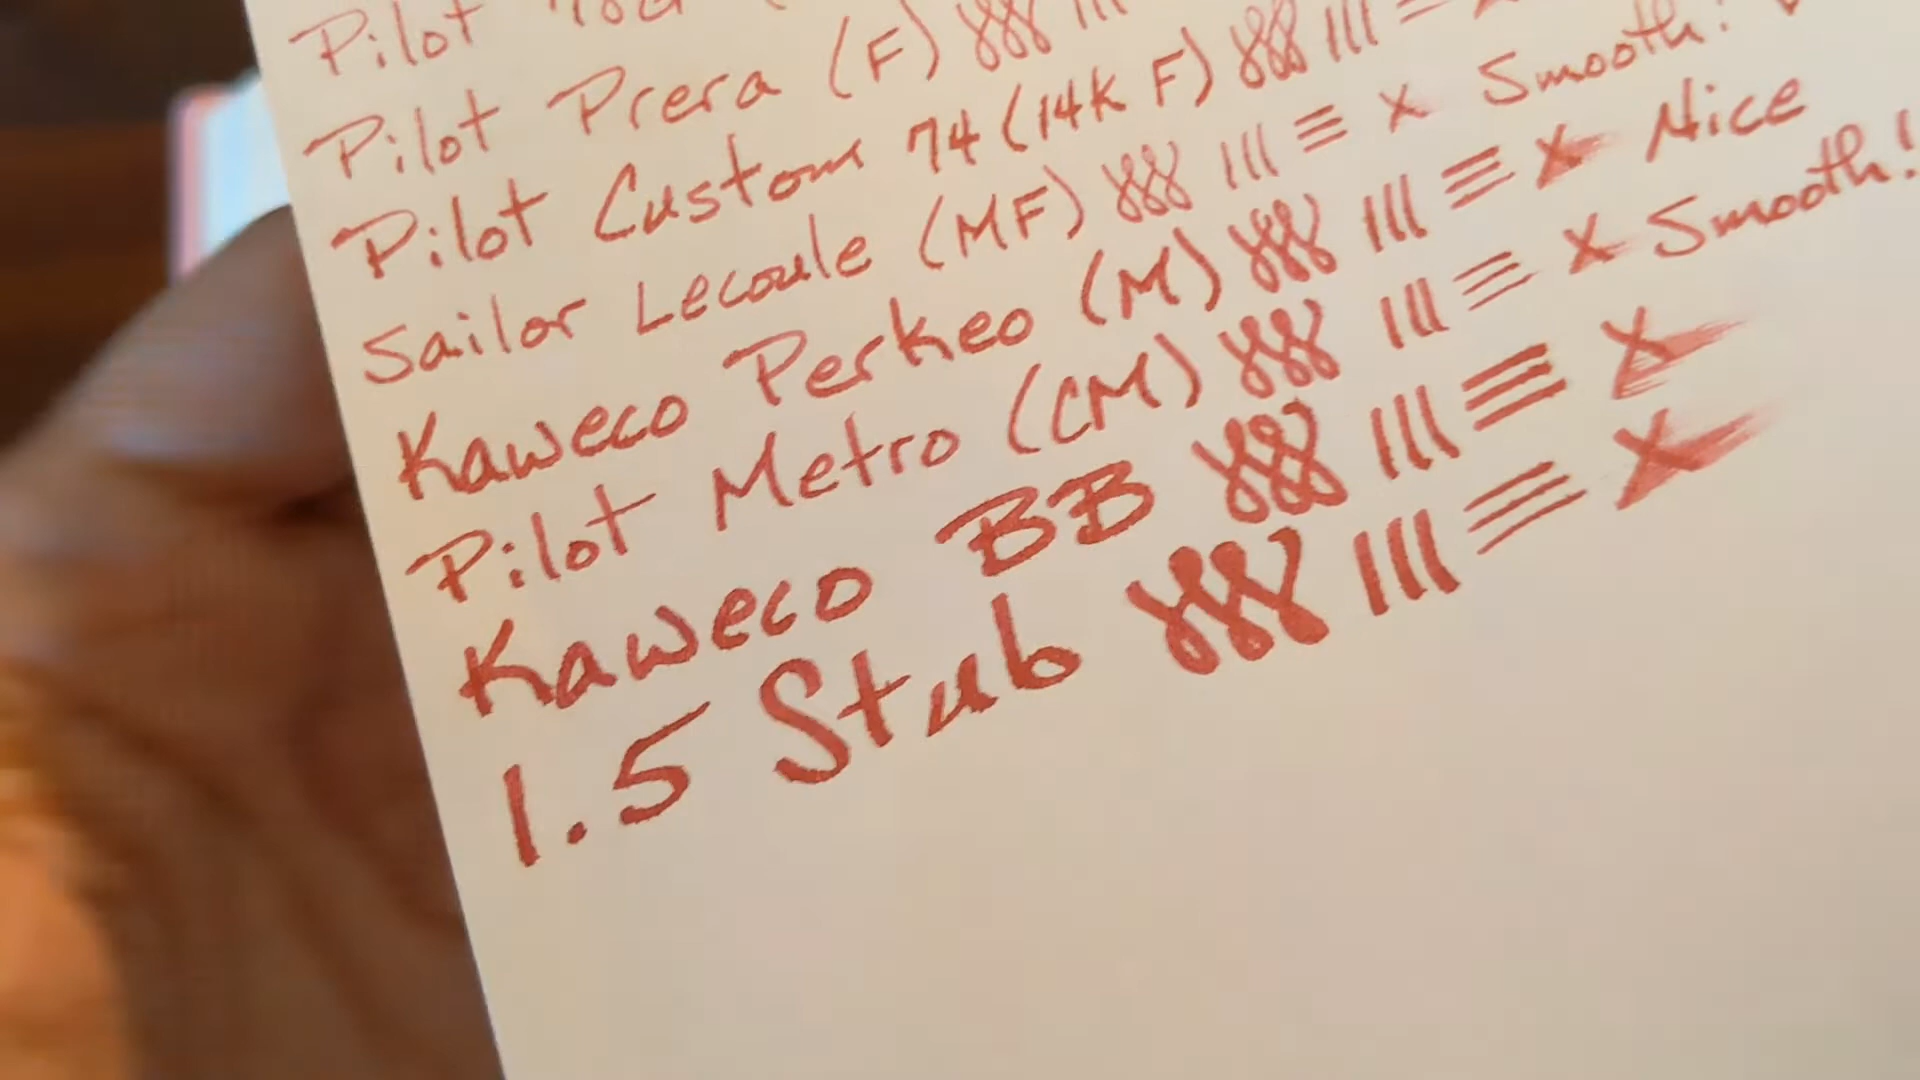 Pilot
Pilot Prera (F)
Pilot Custom 74 (14K F)
Sailor Lecoule (MF) Smooth!
Kaweco Perkeo (M) Nice
Pilot Metro (CM) Smooth!
Kaweco BB
1.5 Stub